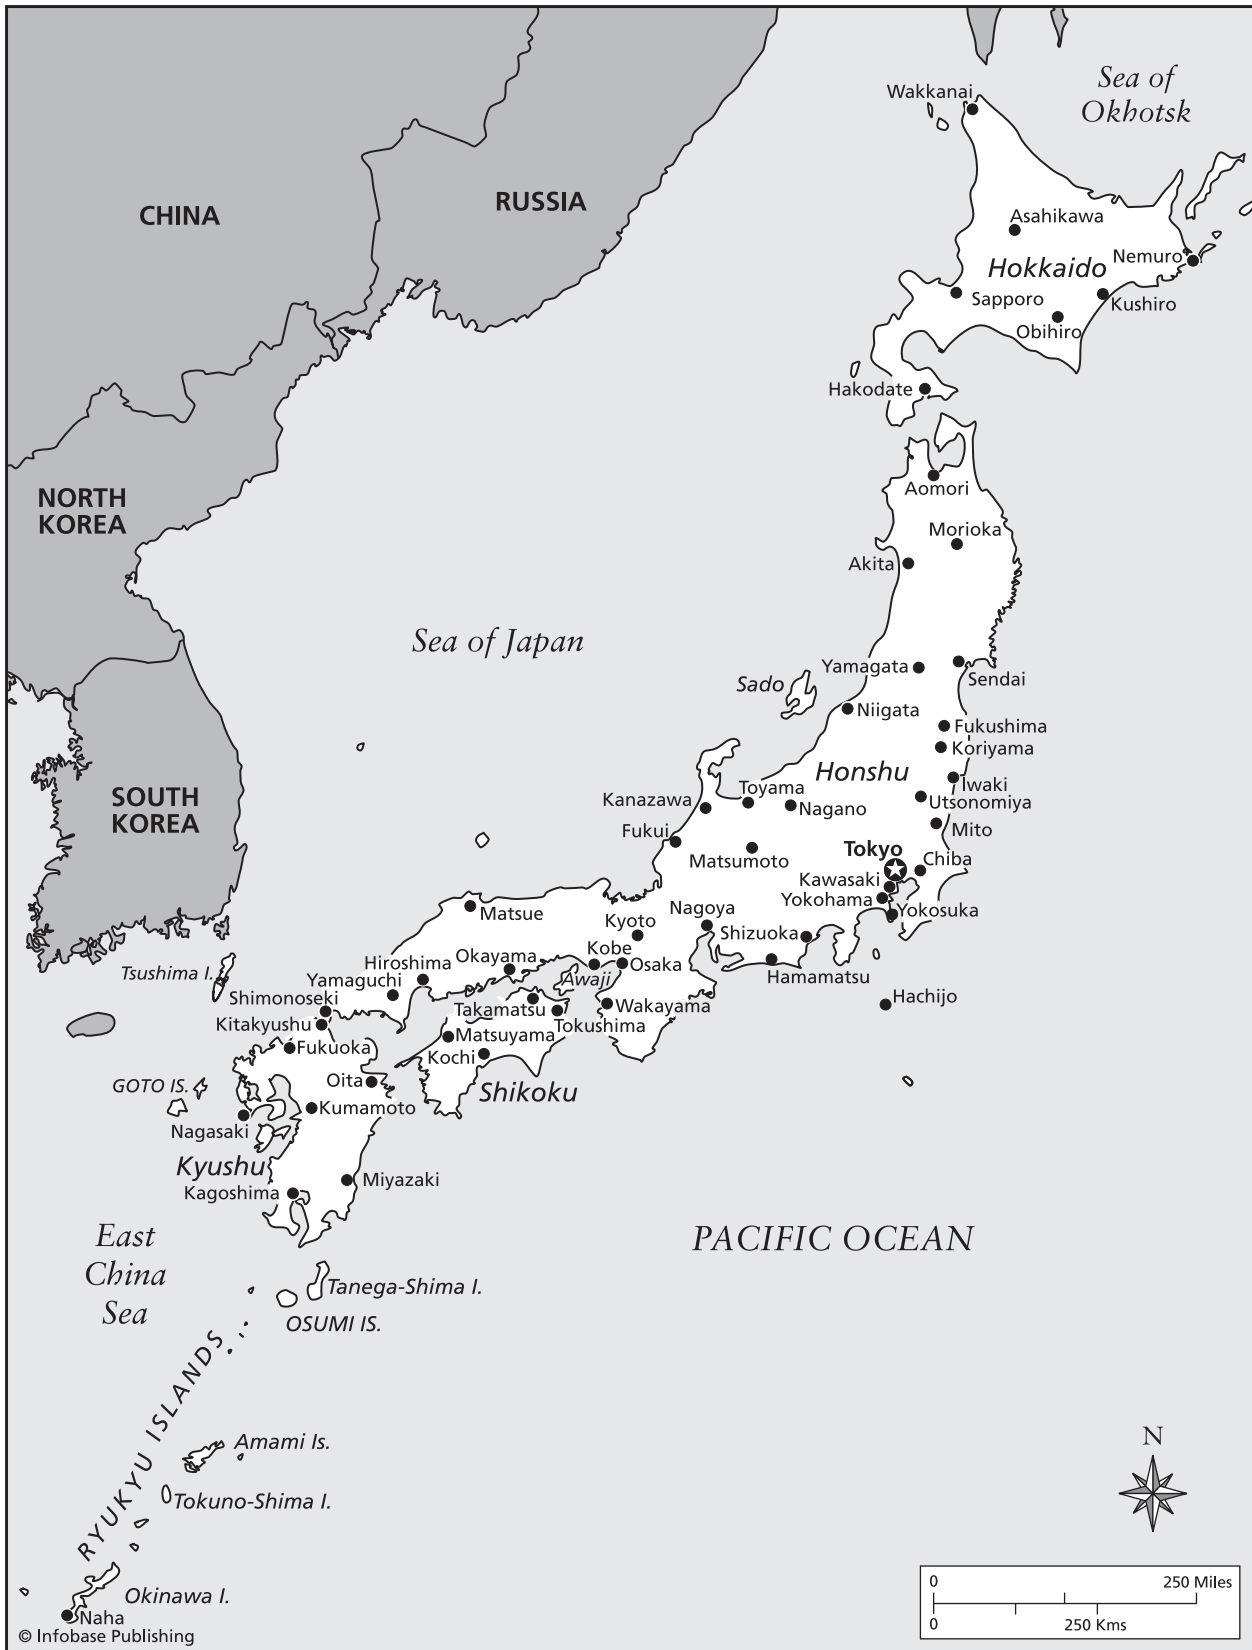 Sea of
Okhotsk
Wakkanai
CHINA
RUSSIA
Asahikawa
Nemuro
Hokkaido
Sapporo
Kushiro
Obihiro
Hakodate
NORTH
KOREA
Aomori
Morioka
Akita
Sea of Japan
Yamagata
Sendai
Sado
Niigata
Fukushima
Koriyama
Honshu
Iwaki
SOUTH
KOREA
Toyama
Kanazawa
Nagano
Utsonomiya
Fukui
Mito
Matsumoto
Tokyo
Chiba
Kawasaki
Yokohama
Yokosuka
Matsue
Nagoya
Kyoto
Shizuoka
Kobe
Okayama
Hiroshima
Osaka
Tsushima I.
Yamaguchi
Awaji
Hamamatsu
Shimonoseki
Hachijo
Takamatsu
Wakayama
Kitakyushu
Tokushima
Matsuyama
Fukuoka
Kochi
Oita
GOTO IS.
Shikoku
Kumamoto
Nagasaki
Kyushu
Miyazaki
Kagoshima
East
China
Sea
PACIFIC OCEAN
Tanega-Shima I.
OSUMI IS.
RYUKYU ISLANDS
Amami Is.
N
Tokuno-Shima I.
Okinawa I.
Naha
0 250 Miles
0 250 Kms
© Infobase Publishing